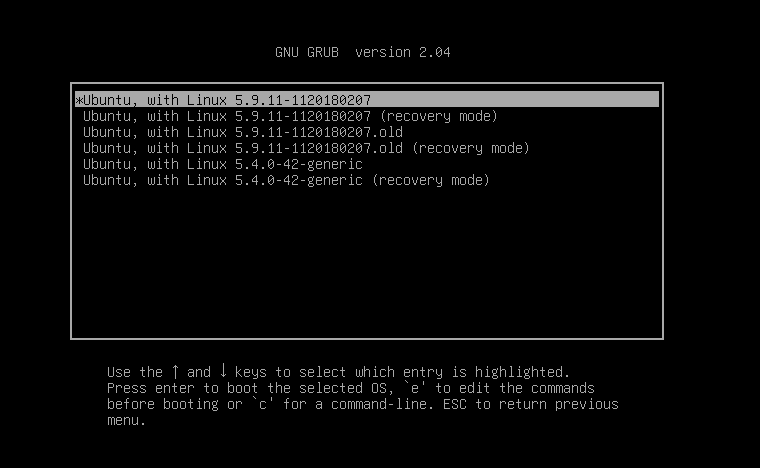 GNU GRUB  version 2.04
*Ubuntu, with Linux 5.9.11-1120180207
Ubuntu, with Linux 5.9.11-1120180207 (recovery mode)
Ubuntu, with Linux 5.9.11-1120180207.old
Ubuntu, with Linux 5.9.11-1120180207.old (recovery mode)
Ubuntu, with Linux 5.4.0-42-generic
Ubuntu, with Linux 5.4.0-42-generic (recovery mode)
Use the ↑ and ↓ keys to select which entry is highlighted.
Press enter to boot the selected OS, `e' to edit the commands
before booting or `c' for a command-line. ESC to return previous
menu.